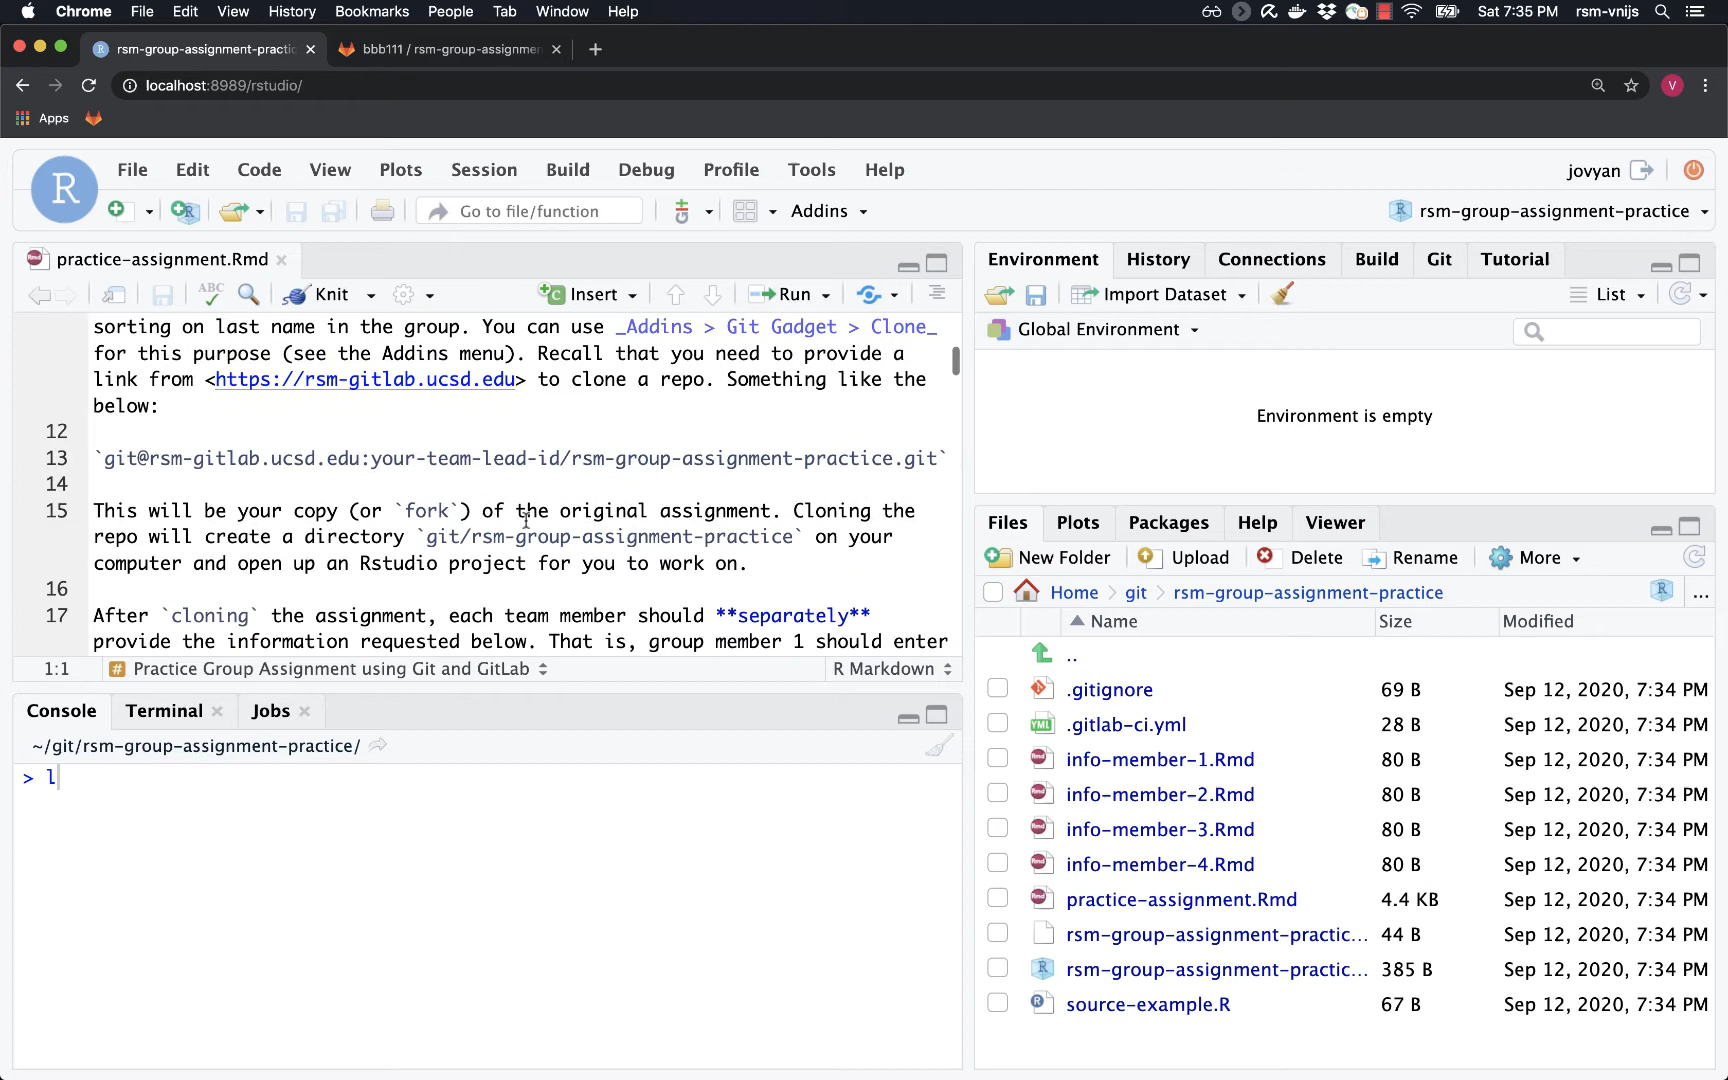 Chrome File Edit View History Bookmarks People Tab Window Help Sat 7:35 PM rsm-vnijs
rsm-group-assignment-practic bbb111 / rsm-group-assignmen
localhost:8989/rstudio/ V
Apps
R File Edit Code View Plots Session Build Debug Profile Tools Help jovyan
Go to file/function Addins rsm-group-assignment-practice
practice-assignment.Rmd
ABC Knit Insert Run
sorting on last name in the group. You can use _Addins > Git Gadget > Clone_
for this purpose (see the Addins menu). Recall that you need to provide a
link from <https://rsm-gitlab.ucsd.edu> to clone a repo. Something like the
below:
12
13 `git@rsm-gitlab.ucsd.edu:your-team-lead-id/rsm-group-assignment-practice.git`
14
15 This will be your copy (or `fork`) of the original assignment. Cloning the
repo will create a directory `git/rsm-group-assignment-practice` on your
computer and open up an Rstudio project for you to work on.
16
17 After `cloning` the assignment, each team member should **separately**
provide the information requested below. That is, group member 1 should enter
1:1 # Practice Group Assignment using Git and GitLab R Markdown
Console Terminal Jobs
~/git/rsm-group-assignment-practice/
> l
Environment History Connections Build Git Tutorial
Import Dataset List
Global Environment
Environment is empty
Files Plots Packages Help Viewer
New Folder Upload Delete Rename More
Home > git > rsm-group-assignment-practice ...
Name Size Modified
..
.gitignore 69 B Sep 12, 2020, 7:34 PM
.gitlab-ci.yml 28 B Sep 12, 2020, 7:34 PM
info-member-1.Rmd 80 B Sep 12, 2020, 7:34 PM
info-member-2.Rmd 80 B Sep 12, 2020, 7:34 PM
info-member-3.Rmd 80 B Sep 12, 2020, 7:34 PM
info-member-4.Rmd 80 B Sep 12, 2020, 7:34 PM
practice-assignment.Rmd 4.4 KB Sep 12, 2020, 7:34 PM
rsm-group-assignment-practic... 44 B Sep 12, 2020, 7:34 PM
rsm-group-assignment-practic... 385 B Sep 12, 2020, 7:34 PM
source-example.R 67 B Sep 12, 2020, 7:34 PM